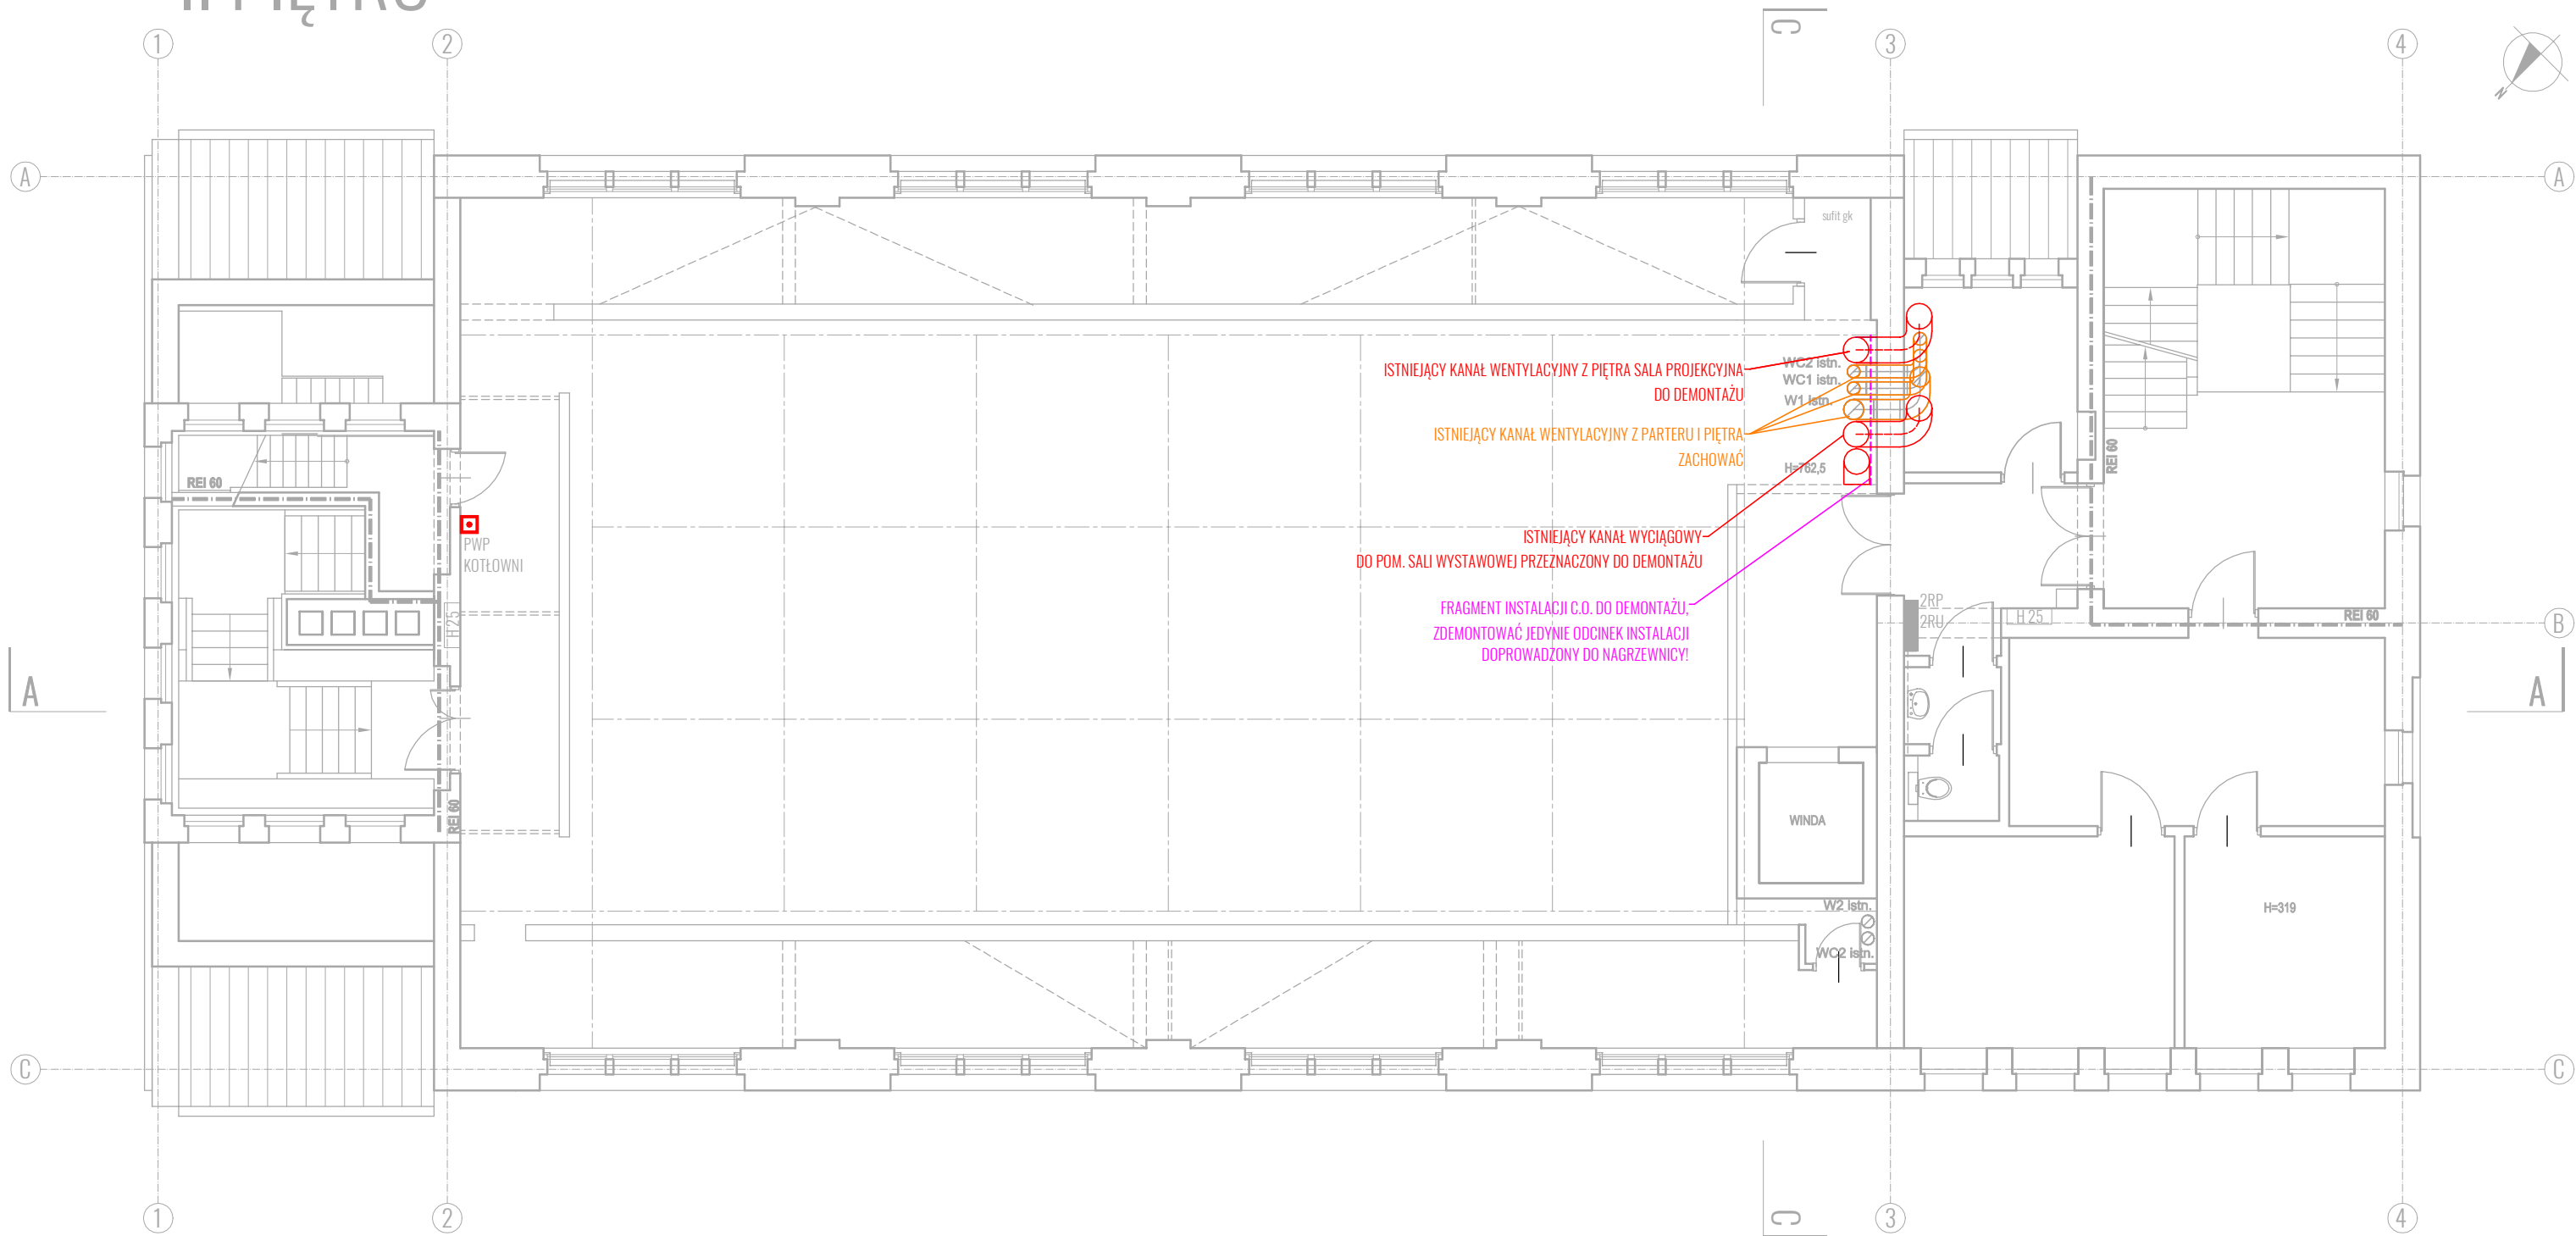 II PIĘTRO
1
2
C
3
4
N
A
A
sufit gk
WC2 istn.
ISTNIEJĄCY KANAŁ WENTYLACYJNY Z PIĘTRA SALA PROJEKCYJNA
DO DEMONTAŻU
WC1 istn.
W1 istn.
ISTNIEJĄCY KANAŁ WENTYLACYJNY Z PARTERU I PIĘTRA
ZACHOWAĆ
H=762,5
REI 60
REI 60
PWP
KOTŁOWNI
ISTNIEJĄCY KANAŁ WYCIĄGOWY
DO POM. SALI WYSTAWOWEJ PRZEZNACZONY DO DEMONTAŻU
FRAGMENT INSTALACJI C.O. DO DEMONTAŻU,
ZDEMONTOWAĆ JEDYNIE ODCINEK INSTALACJI
DOPROWADZONY DO NAGRZEWNICY!
2RP
2RU
H 25
H 25
REI 60
B
A
A
REI 60
WINDA
W2 istn.
WC2 istn.
H=319
C
C
1
2
C
3
4